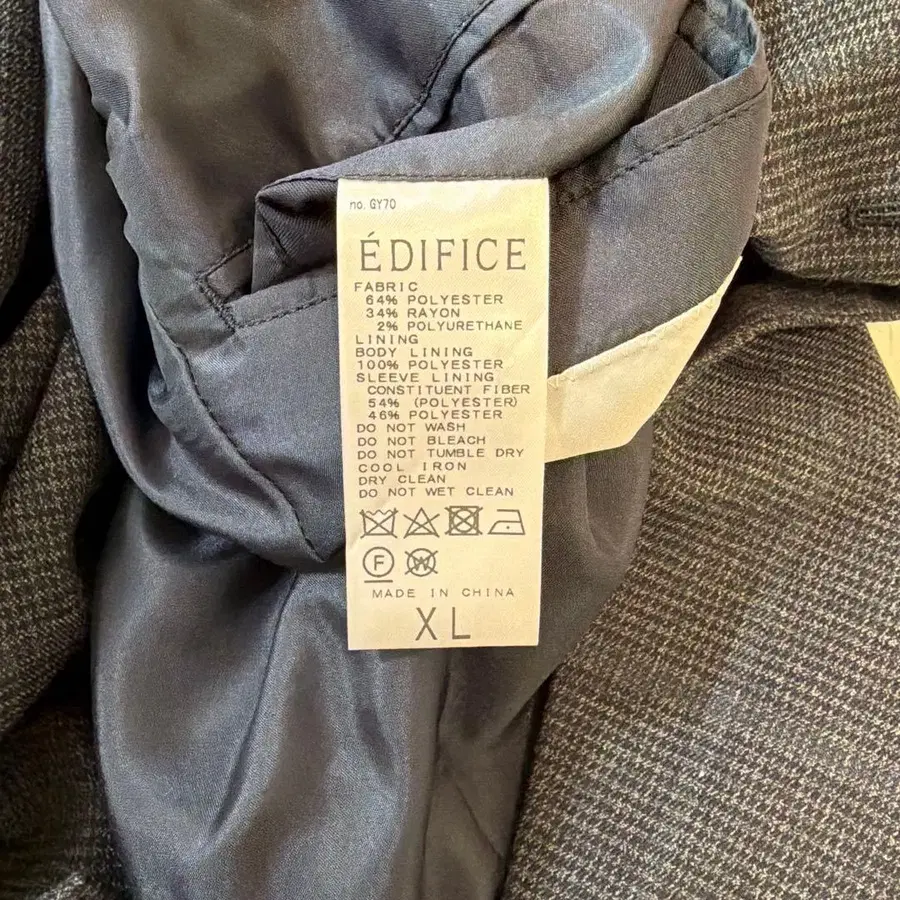 no. GY70
ÉDIFICE
FABRIC
64% POLYESTER
34% RAYON
2% POLYURETHANE
LINING
BODY LINING
100% POLYESTER
SLEEVE LINING
CONSTITUENT FIBER
54% (POLYESTER)
46% POLYESTER
DO NOT WASH
DO NOT BLEACH
DO NOT TUMBLE DRY
COOL IRON
DRY CLEAN
DO NOT WET CLEAN
F W
MADE IN CHINA
XL